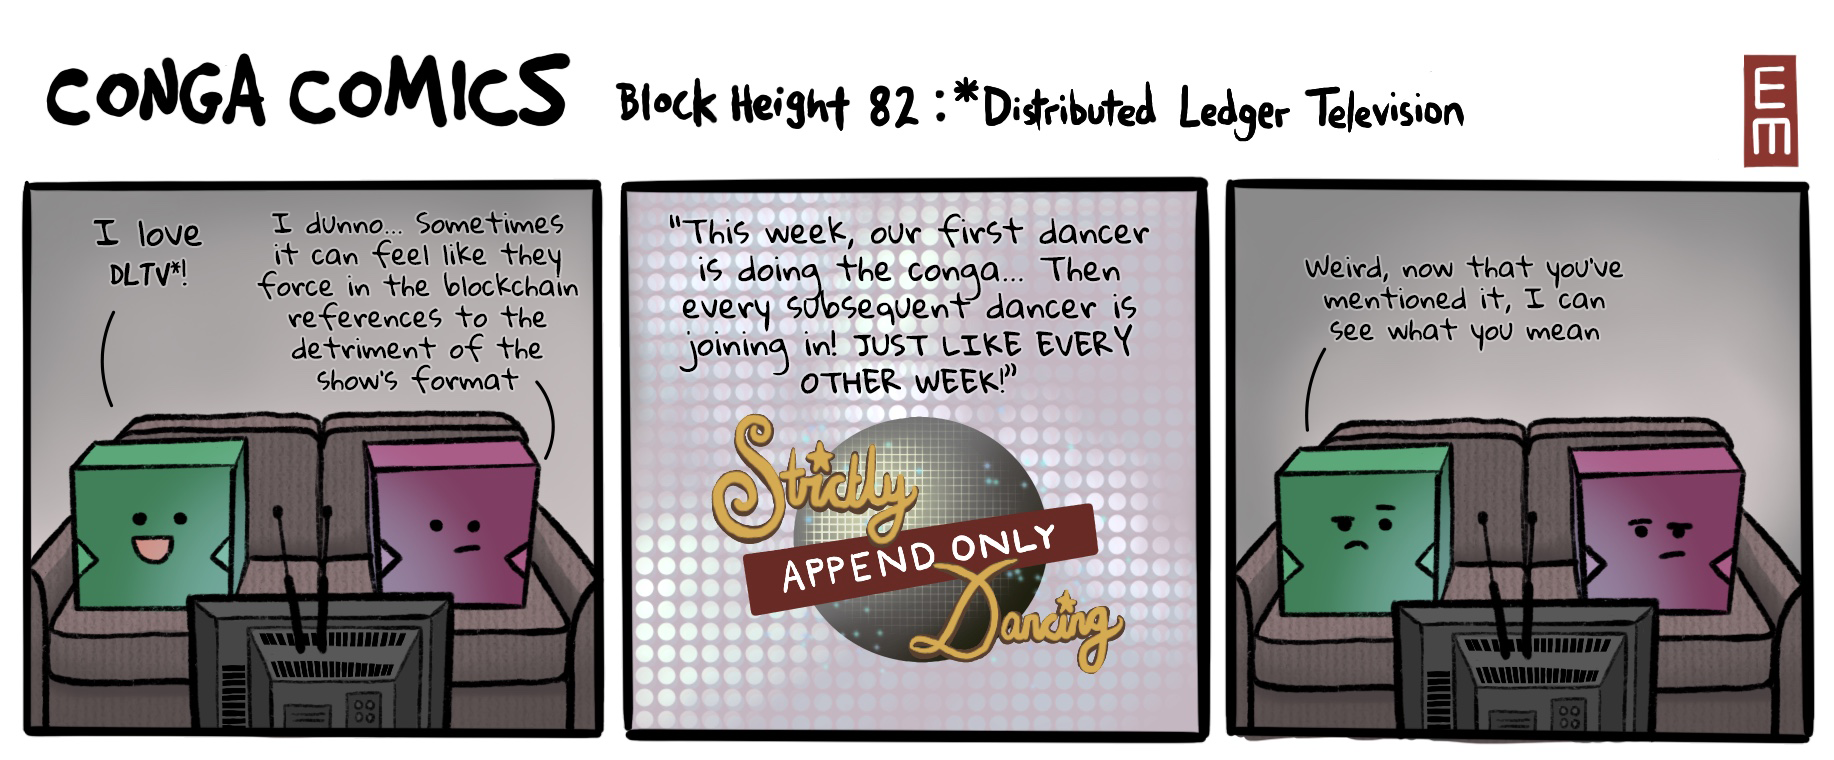 CONGA COMICS
Block Height 82 : *Distributed Ledger Television
WM
I love
DLTV*!
I dunno... Sometimes
it can feel like they
force in the blockchain
references to the
detriment of the
show's format
"This week, our first dancer
is doing the conga... Then
every subsequent dancer is
joining in! JUST LIKE EVERY
OTHER WEEK!"
Strictly
APPEND ONLY
Dancing
Weird, now that you've
mentioned it, I can
see what you mean